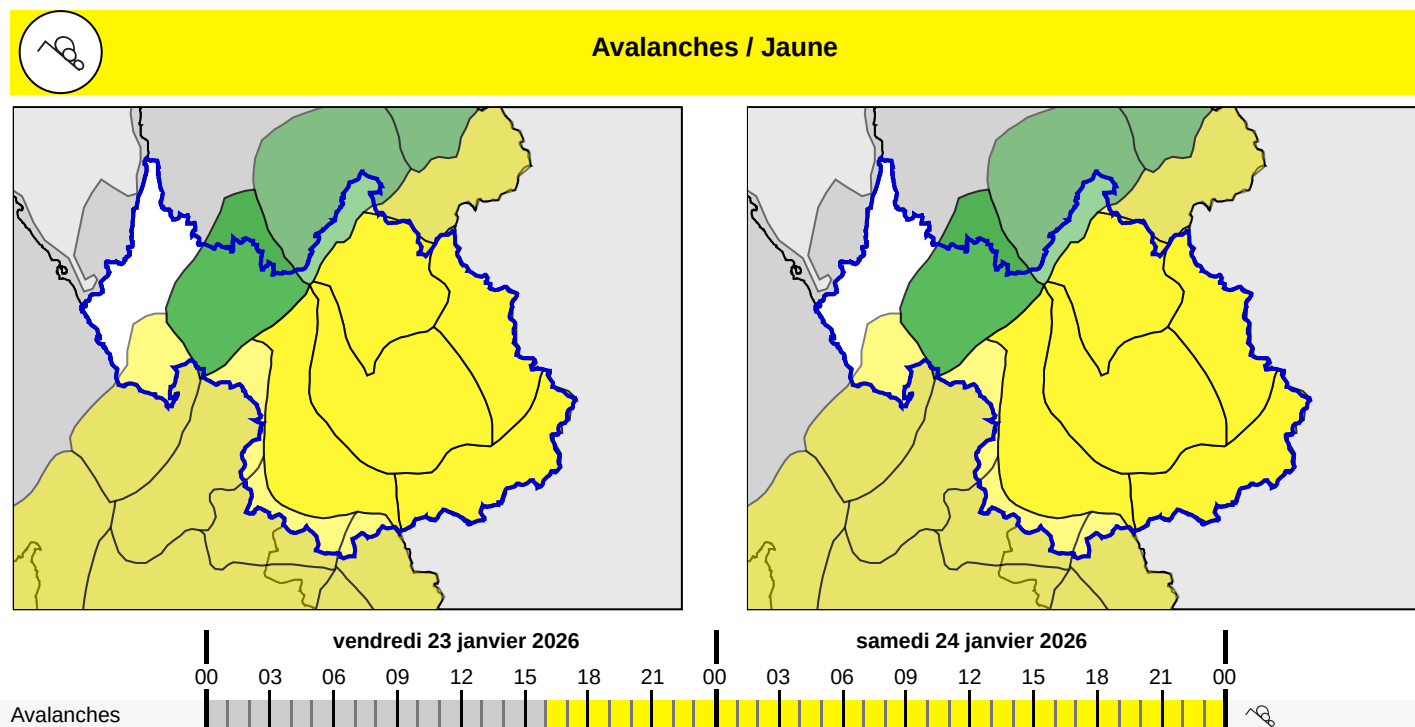 Avalanches / Jaune
vendredi 23 janvier 2026 samedi 24 janvier 2026
00 03 06 09 12 15 18 21 00 03 06 09 12 15 18 21 00
Avalanches